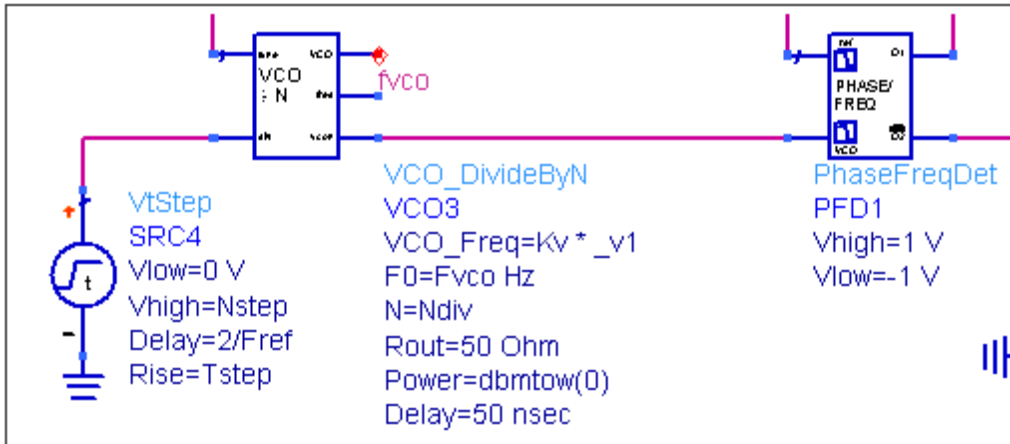 VCO
÷ N
VCO
fvco
PHASE/
FREQ
VCO
VtStep
SRC4
Vlow=0 V
Vhigh=Nstep
Delay=2/Fref
Rise=Tstep
t
VCO_DivideByN
VCO3
VCO_Freq=Kv * _v1
F0=Fvco Hz
N=Ndiv
Rout=50 Ohm
Power=dbmtow(0)
Delay=50 nsec
PhaseFreqDet
PFD1
Vhigh=1 V
Vlow=-1 V